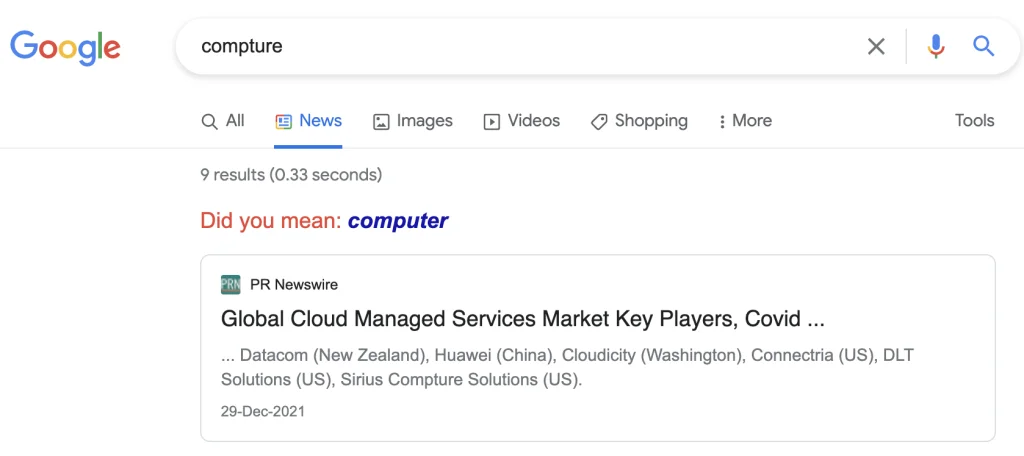 Google
compture
All News Images Videos Shopping More Tools
9 results (0.33 seconds)
Did you mean: computer
PRN PR Newswire
Global Cloud Managed Services Market Key Players, Covid ...
... Datacom (New Zealand), Huawei (China), Cloudicity (Washington), Connectria (US), DLT
Solutions (US), Sirius Compture Solutions (US).
29-Dec-2021